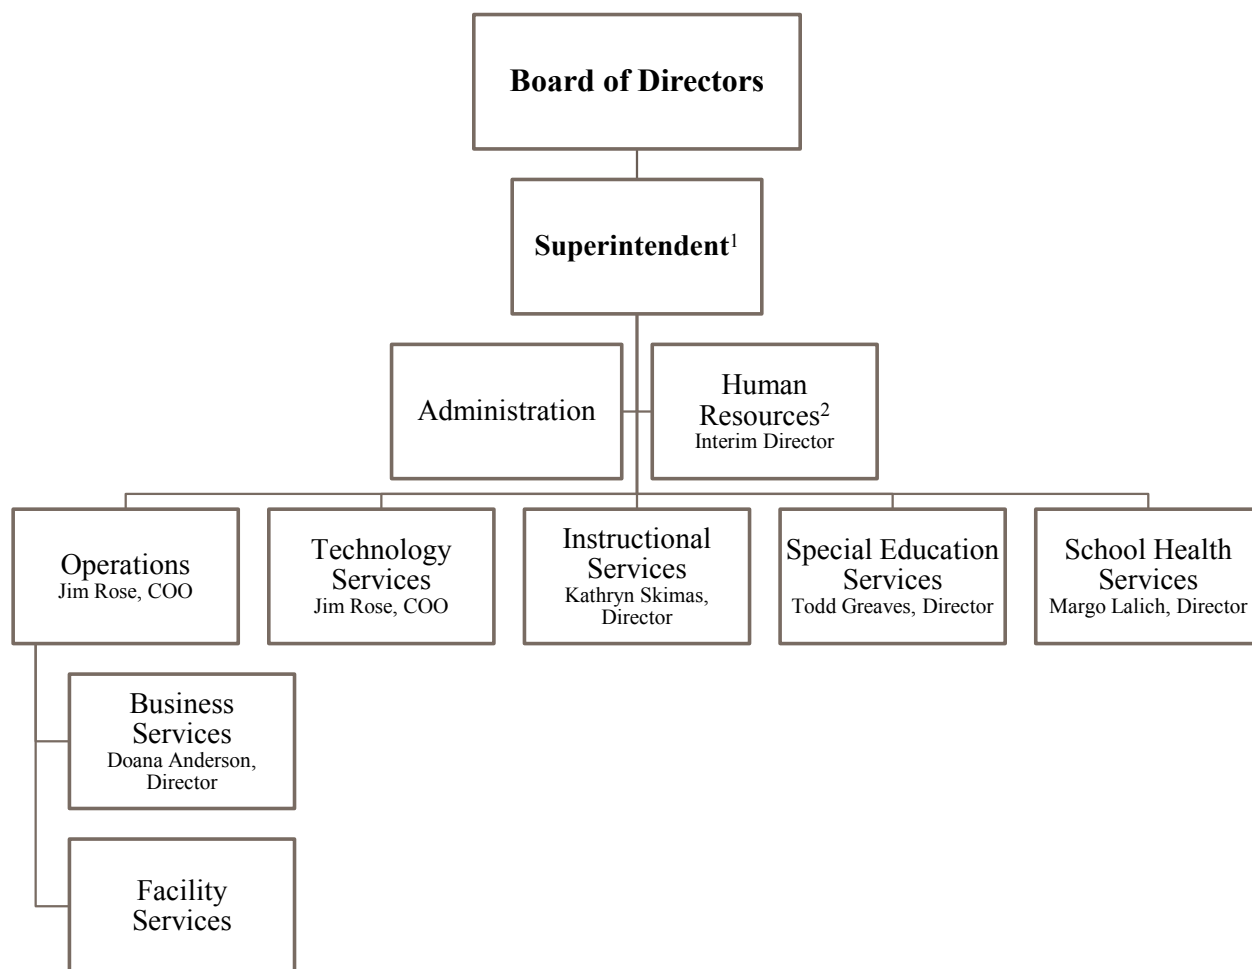 Board of Directors
Superintendent¹
Administration
Human
Resources²
Interim Director
Operations
Jim Rose, COO
Technology
Services
Jim Rose, COO
Instructional
Services
Kathryn Skimas,
Director
Special Education
Services
Todd Greaves, Director
School Health
Services
Margo Lalich, Director
Business
Services
Doana Anderson,
Director
Facility
Services